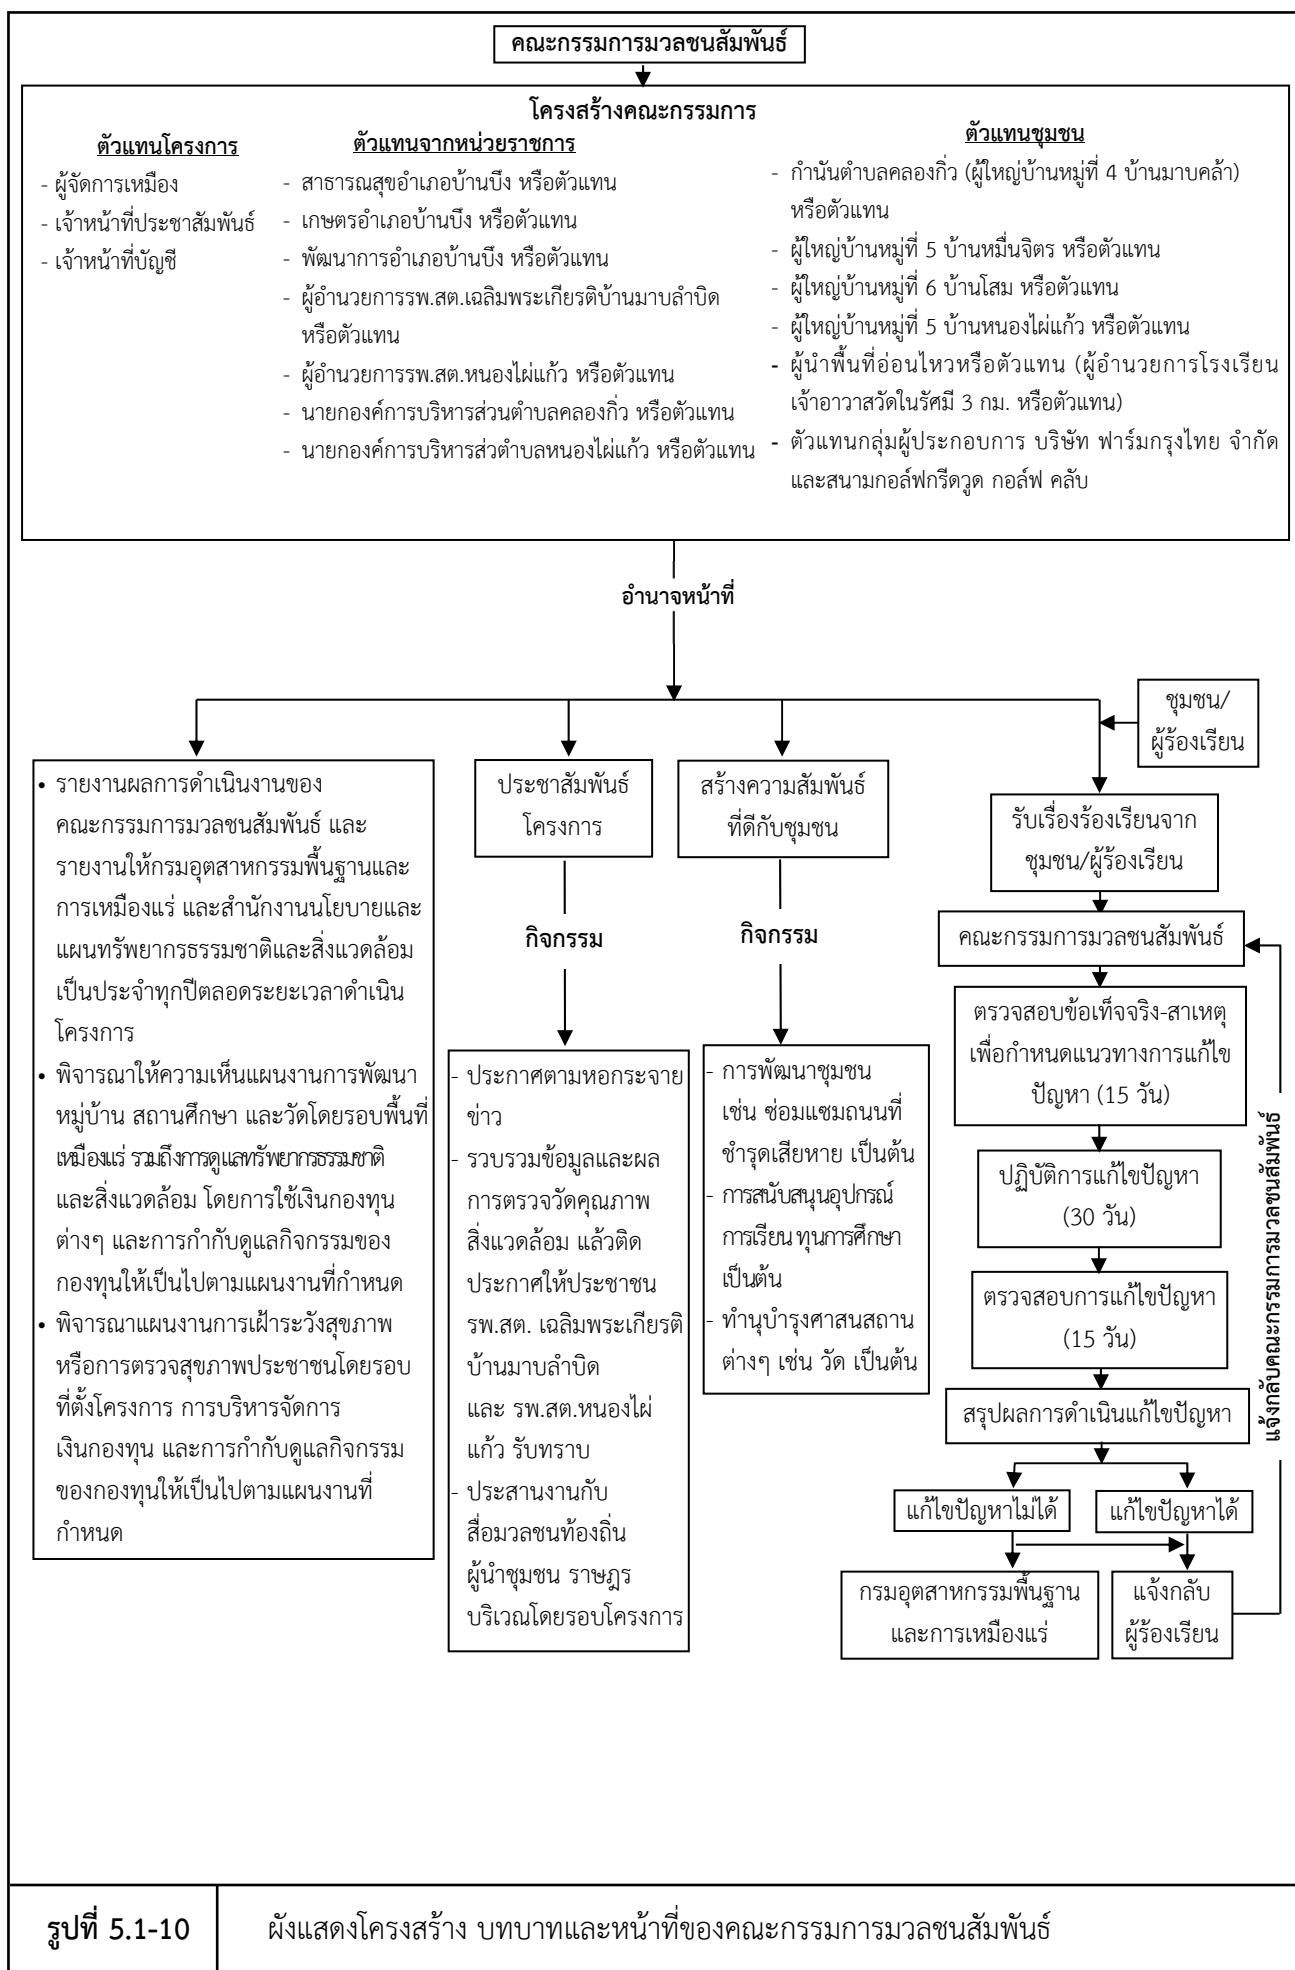 คณะกรรมการมวลชนสัมพันธ์
โครงสร้างคณะกรรมการ
ตัวแทนโครงการ
- ผู้จัดการเหมือง
- เจ้าหน้าที่ประชาสัมพันธ์
- เจ้าหน้าที่บัญชี
ตัวแทนจากหน่วยราชการ
- สาธารณสุขอำเภอบ้านบึง หรือตัวแทน
- เกษตรอำเภอบ้านบึง หรือตัวแทน
- พัฒนาการอำเภอบ้านบึง หรือตัวแทน
- ผู้อำนวยการรพ.สต.เฉลิมพระเกียรติบ้านมาบลำบิด
หรือตัวแทน
- ผู้อำนวยการรพ.สต.หนองไผ่แก้ว หรือตัวแทน
- นายกองค์การบริหารส่วนตำบลคลองกิ่ว หรือตัวแทน
- นายกองค์การบริหารส่วตำบลหนองไผ่แก้ว หรือตัวแทน
ตัวแทนชุมชน
- กำนันตำบลคลองกิ่ว (ผู้ใหญ่บ้านหมู่ที่ 4 บ้านมาบคล้า)
หรือตัวแทน
- ผู้ใหญ่บ้านหมู่ที่ 5 บ้านหมื่นจิตร หรือตัวแทน
- ผู้ใหญ่บ้านหมู่ที่ 6 บ้านโสม หรือตัวแทน
- ผู้ใหญ่บ้านหมู่ที่ 5 บ้านหนองไผ่แก้ว หรือตัวแทน
- ผู้นำพื้นที่อ่อนไหวหรือตัวแทน (ผู้อำนวยการโรงเรียน
เจ้าอาวาสวัดในรัศมี 3 กม. หรือตัวแทน)
- ตัวแทนกลุ่มผู้ประกอบการ บริษัท ฟาร์มกรุงไทย จำกัด
และสนามกอล์ฟกรีดวูด กอล์ฟ คลับ
อำนาจหน้าที่
• รายงานผลการดำเนินงานของ
คณะกรรมการมวลชนสัมพันธ์ และ
รายงานให้กรมอุตสาหกรรมพื้นฐานและ
การเหมืองแร่ และสำนักงานนโยบายและ
แผนทรัพยากรธรรมชาติและสิ่งแวดล้อม
เป็นประจำทุกปีตลอดระยะเวลาดำเนิน
โครงการ
• พิจารณาให้ความเห็นแผนงานการพัฒนา
หมู่บ้าน สถานศึกษา และวัดโดยรอบพื้นที่
เหมืองแร่ รวมถึงการดูแลทรัพยากรธรรมชาติ
และสิ่งแวดล้อม โดยการใช้เงินกองทุน
ต่างๆ และการกำกับดูแลกิจกรรมของ
กองทุนให้เป็นไปตามแผนงานที่กำหนด
• พิจารณาแผนงานการเฝ้าระวังสุขภาพ
หรือการตรวจสุขภาพประชาชนโดยรอบ
ที่ตั้งโครงการ การบริหารจัดการ
เงินกองทุน และการกำกับดูแลกิจกรรม
ของกองทุนให้เป็นไปตามแผนงานที่
กำหนด
ประชาสัมพันธ์
โครงการ
กิจกรรม
- ประกาศตามหอกระจาย
ข่าว
- รวบรวมข้อมูลและผล
การตรวจวัดคุณภาพ
สิ่งแวดล้อม แล้วติด
ประกาศให้ประชาชน
รพ.สต. เฉลิมพระเกียรติ
บ้านมาบลำบิด
และ รพ.สต.หนองไผ่
แก้ว รับทราบ
- ประสานงานกับ
สื่อมวลชนท้องถิ่น
ผู้นำชุมชน ราษฎร
บริเวณโดยรอบโครงการ
สร้างความสัมพันธ์
ที่ดีกับชุมชน
กิจกรรม
- การพัฒนาชุมชน
เช่น ซ่อมแซมถนนที่
ชำรุดเสียหาย เป็นต้น
- การสนับสนุนอุปกรณ์
การเรียน ทุนการศึกษา
เป็นต้น
- ทำนุบำรุงศาสนสถาน
ต่างๆ เช่น วัด เป็นต้น
ชุมชน/
ผู้ร้องเรียน
รับเรื่องร้องเรียนจาก
ชุมชน/ผู้ร้องเรียน
คณะกรรมการมวลชนสัมพันธ์
ตรวจสอบข้อเท็จจริง-สาเหตุ
เพื่อกำหนดแนวทางการแก้ไข
ปัญหา (15 วัน)
ปฏิบัติการแก้ไขปัญหา
(30 วัน)
ตรวจสอบการแก้ไขปัญหา
(15 วัน)
สรุปผลการดำเนินแก้ไขปัญหา
แก้ไขปัญหาไม่ได้
แก้ไขปัญหาได้
กรมอุตสาหกรรมพื้นฐาน
และการเหมืองแร่
แจ้งกลับ
ผู้ร้องเรียน
แจ้งกลับคณะกรรมการมวลชนสัมพันธ์
รูปที่ 5.1-10
ผังแสดงโครงสร้าง บทบาทและหน้าที่ของคณะกรรมการมวลชนสัมพันธ์